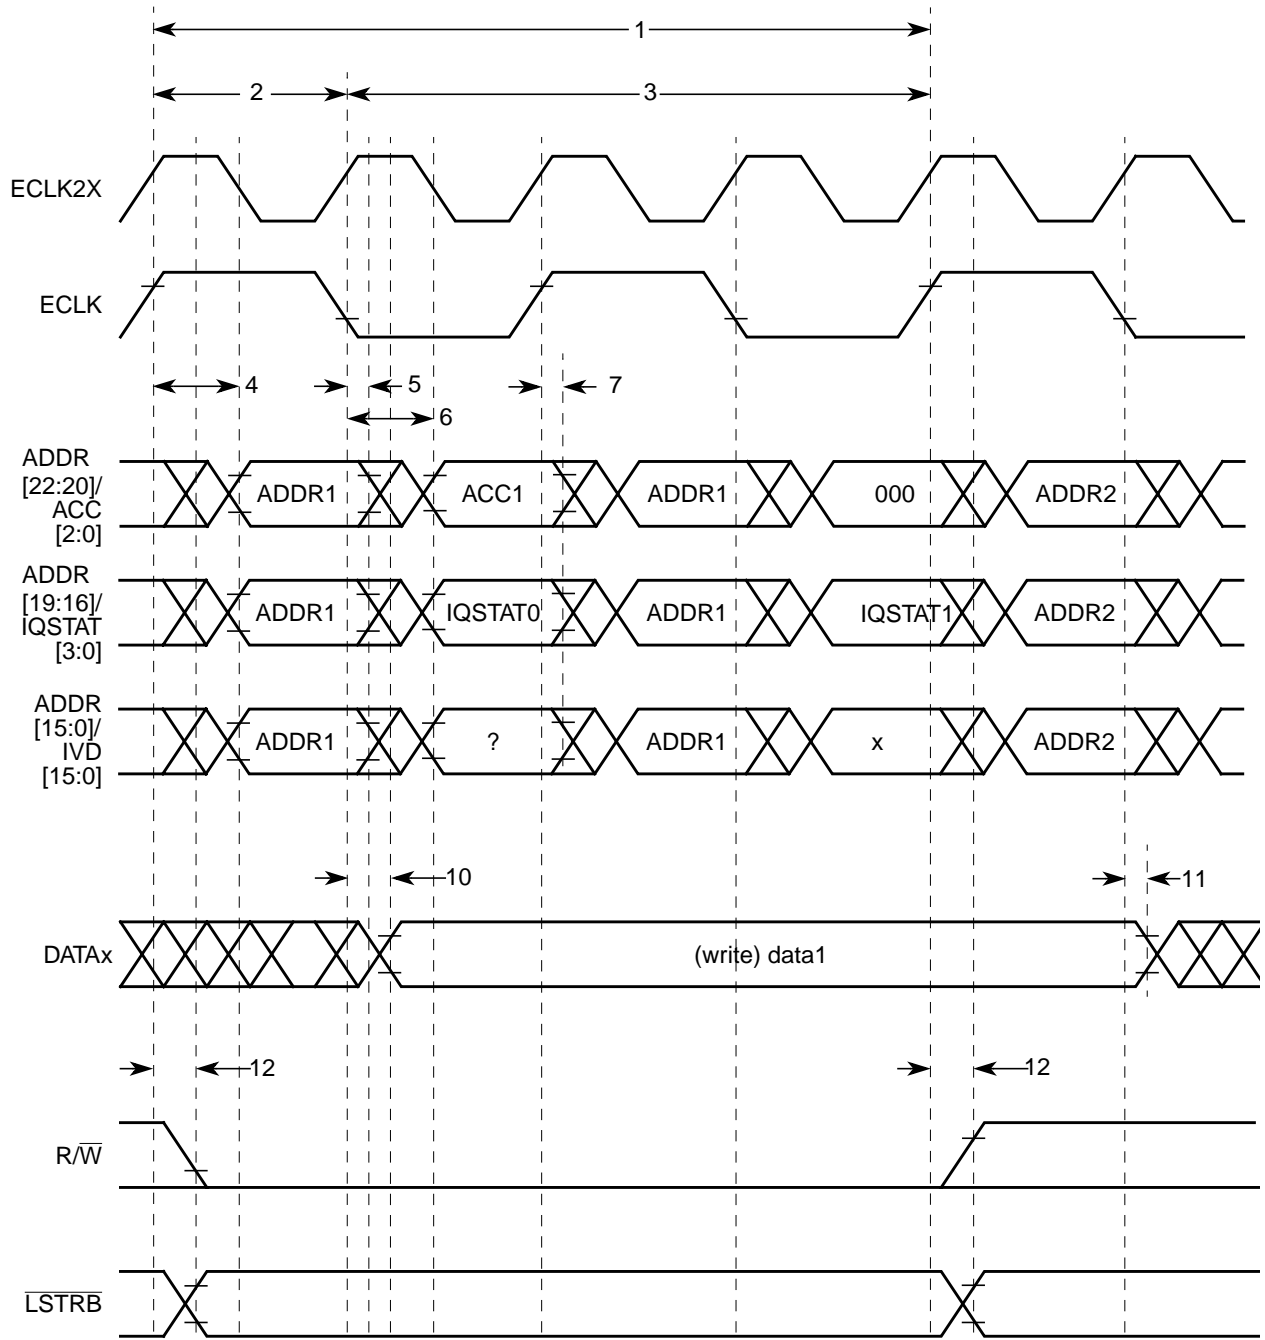 1
2 3
ECLK2X
ECLK
4 5 7
6
ADDR
[22:20]/
ACC
[2:0]
ADDR1 ACC1 ADDR1 000 ADDR2
ADDR
[19:16]/
IQSTAT
[3:0]
ADDR1 IQSTAT0 ADDR1 IQSTAT1 ADDR2
ADDR
[15:0]/
IVD
[15:0]
ADDR1 ? ADDR1 x ADDR2
10 11
DATAx (write) data1
12 12
R/W̅
L̅S̅T̅R̅B̅